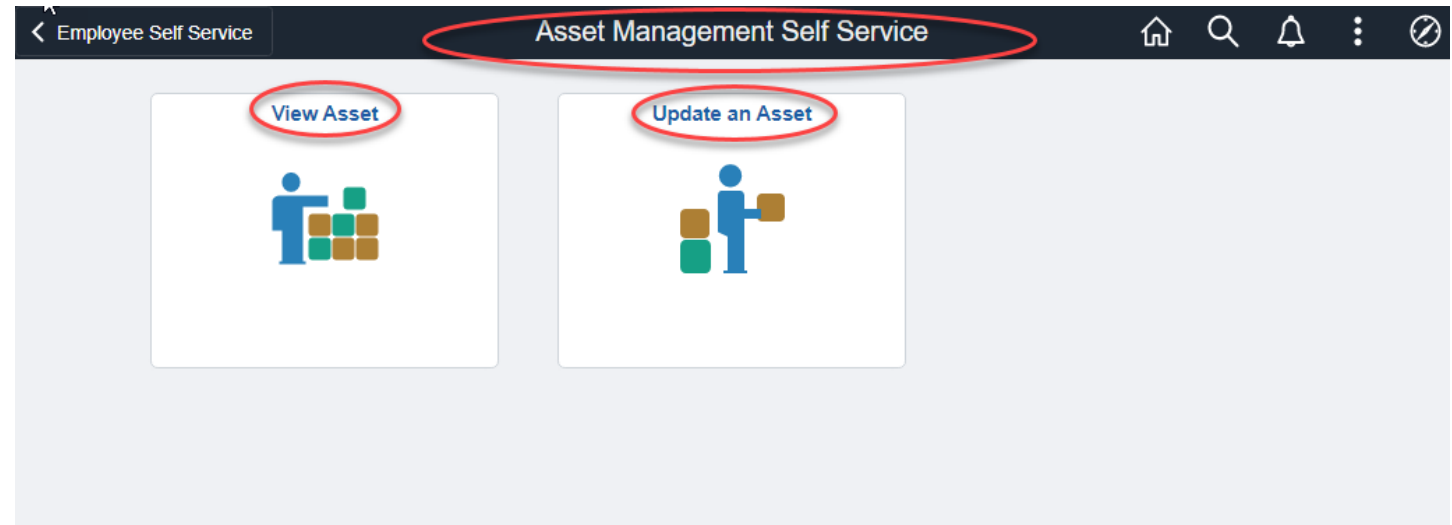 Employee Self Service
Asset Management Self Service
View Asset
Update an Asset